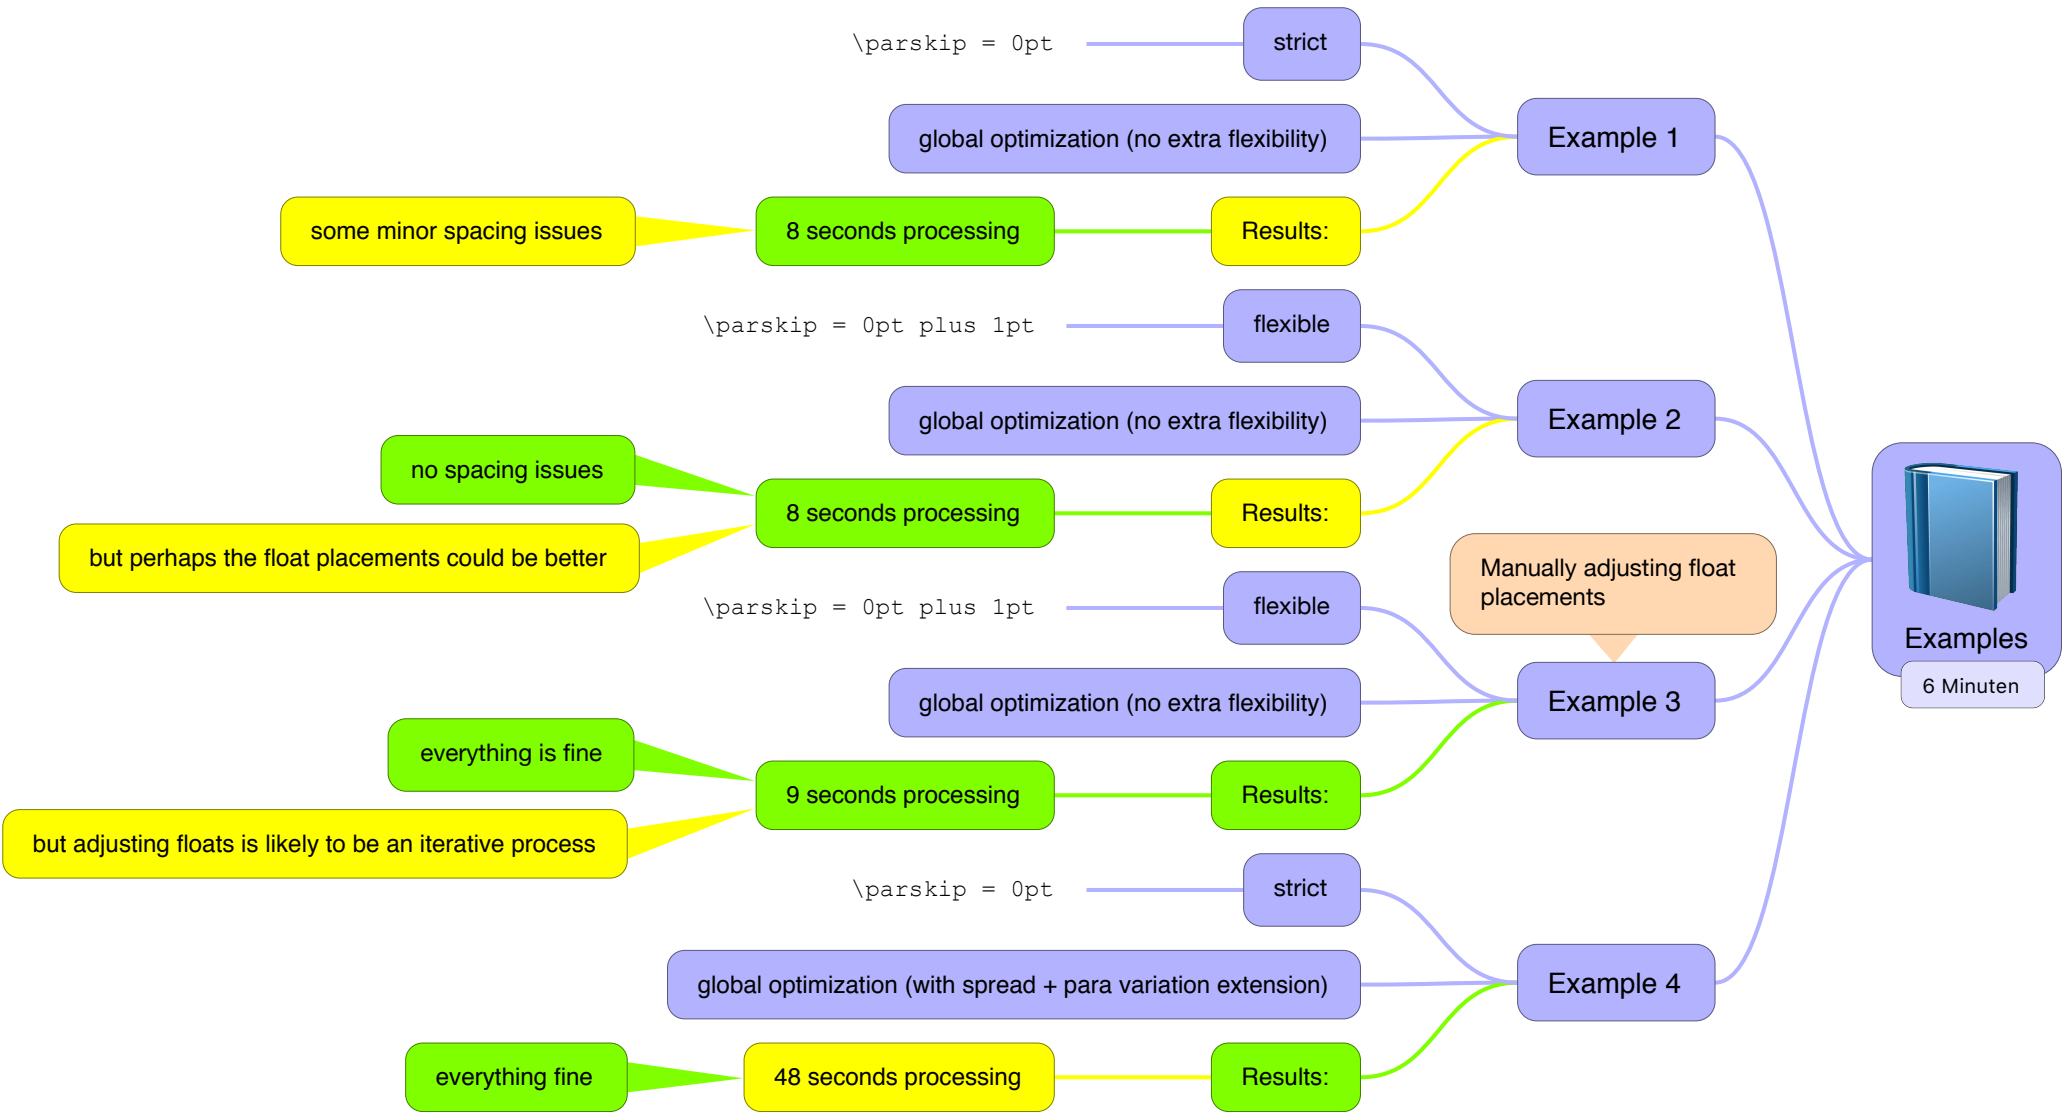 \parskip = 0pt
strict
global optimization (no extra flexibility)
Example 1
some minor spacing issues
8 seconds processing
Results:
\parskip = 0pt plus 1pt
flexible
global optimization (no extra flexibility)
Example 2
no spacing issues
8 seconds processing
Results:
but perhaps the float placements could be better
Manually adjusting float
placements
\parskip = 0pt plus 1pt
flexible
Examples
6 Minuten
global optimization (no extra flexibility)
Example 3
everything is fine
9 seconds processing
Results:
but adjusting floats is likely to be an iterative process
\parskip = 0pt
strict
global optimization (with spread + para variation extension)
Example 4
everything fine
48 seconds processing
Results: